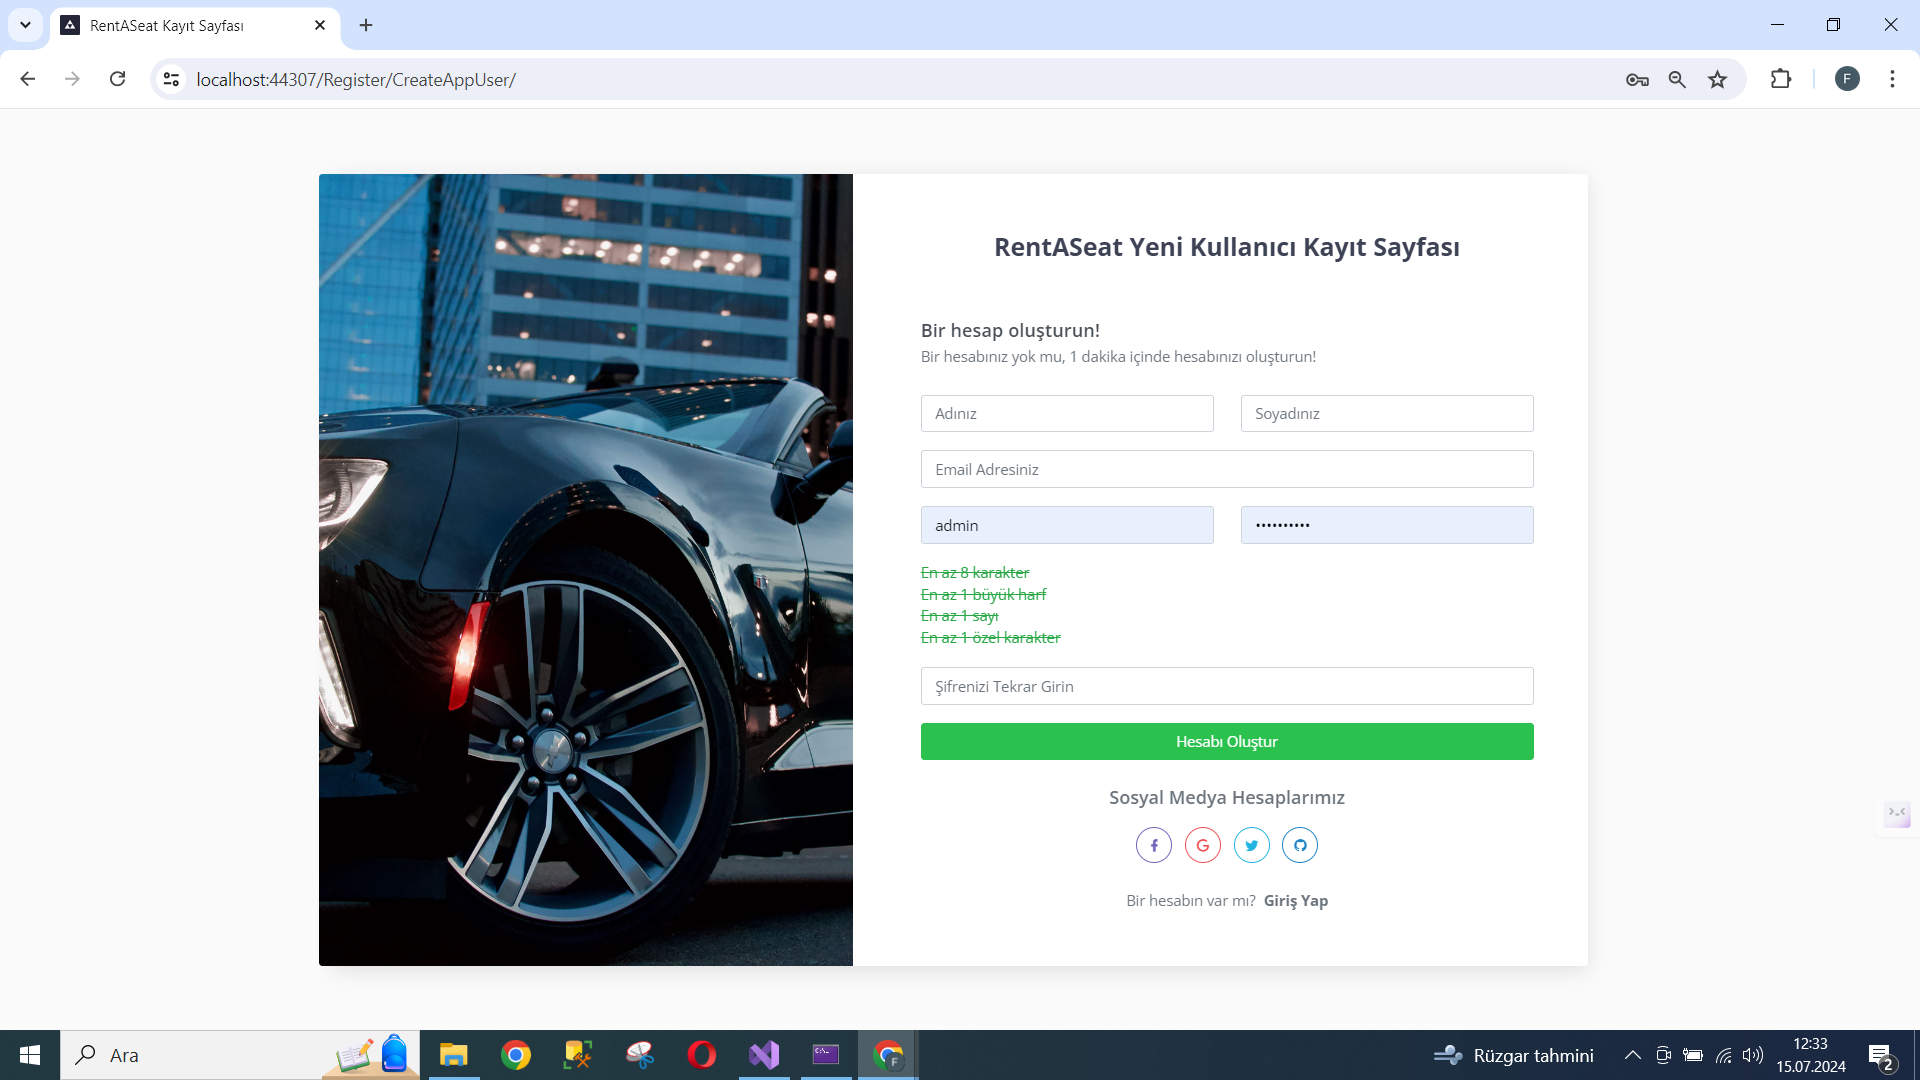 RentASeat Kayıt Sayfası
localhost:44307/Register/CreateAppUser/
F
RentASeat Yeni Kullanıcı Kayıt Sayfası
Bir hesap oluşturun!
Bir hesabınız yok mu, 1 dakika içinde hesabınızı oluşturun!
Adınız
Soyadınız
Email Adresiniz
admin
••••••••••
En az 8 karakter
En az 1 büyük harf
En az 1 sayı
En az 1 özel karakter
Şifrenizi Tekrar Girin
Hesabı Oluştur
Sosyal Medya Hesaplarımız
Bir hesabın var mı? Giriş Yap
Ara
F
Rüzgar tahmini
12:33
15.07.2024
2